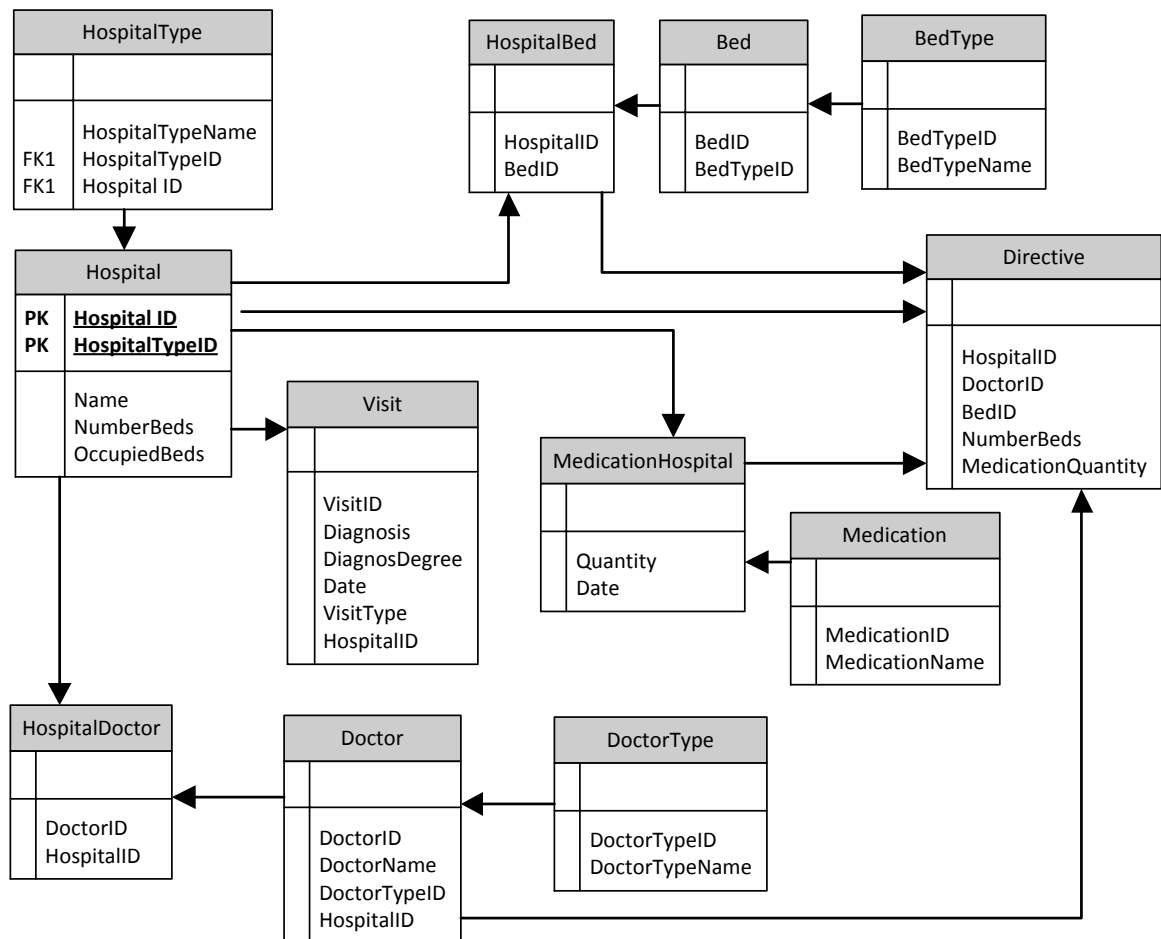 HospitalType
HospitalTypeName
FK1 HospitalTypeID
FK1 Hospital ID
HospitalBed
HospitalID
BedID
Bed
BedID
BedTypeID
BedType
BedTypeID
BedTypeName
Hospital
PK Hospital ID
PK HospitalTypeID
Name
NumberBeds
OccupiedBeds
Directive
HospitalID
DoctorID
BedID
NumberBeds
MedicationQuantity
Visit
VisitID
Diagnosis
DiagnosDegree
Date
VisitType
HospitalID
MedicationHospital
Quantity
Date
Medication
MedicationID
MedicationName
HospitalDoctor
DoctorID
HospitalID
Doctor
DoctorID
DoctorName
DoctorTypeID
HospitalID
DoctorType
DoctorTypeID
DoctorTypeName